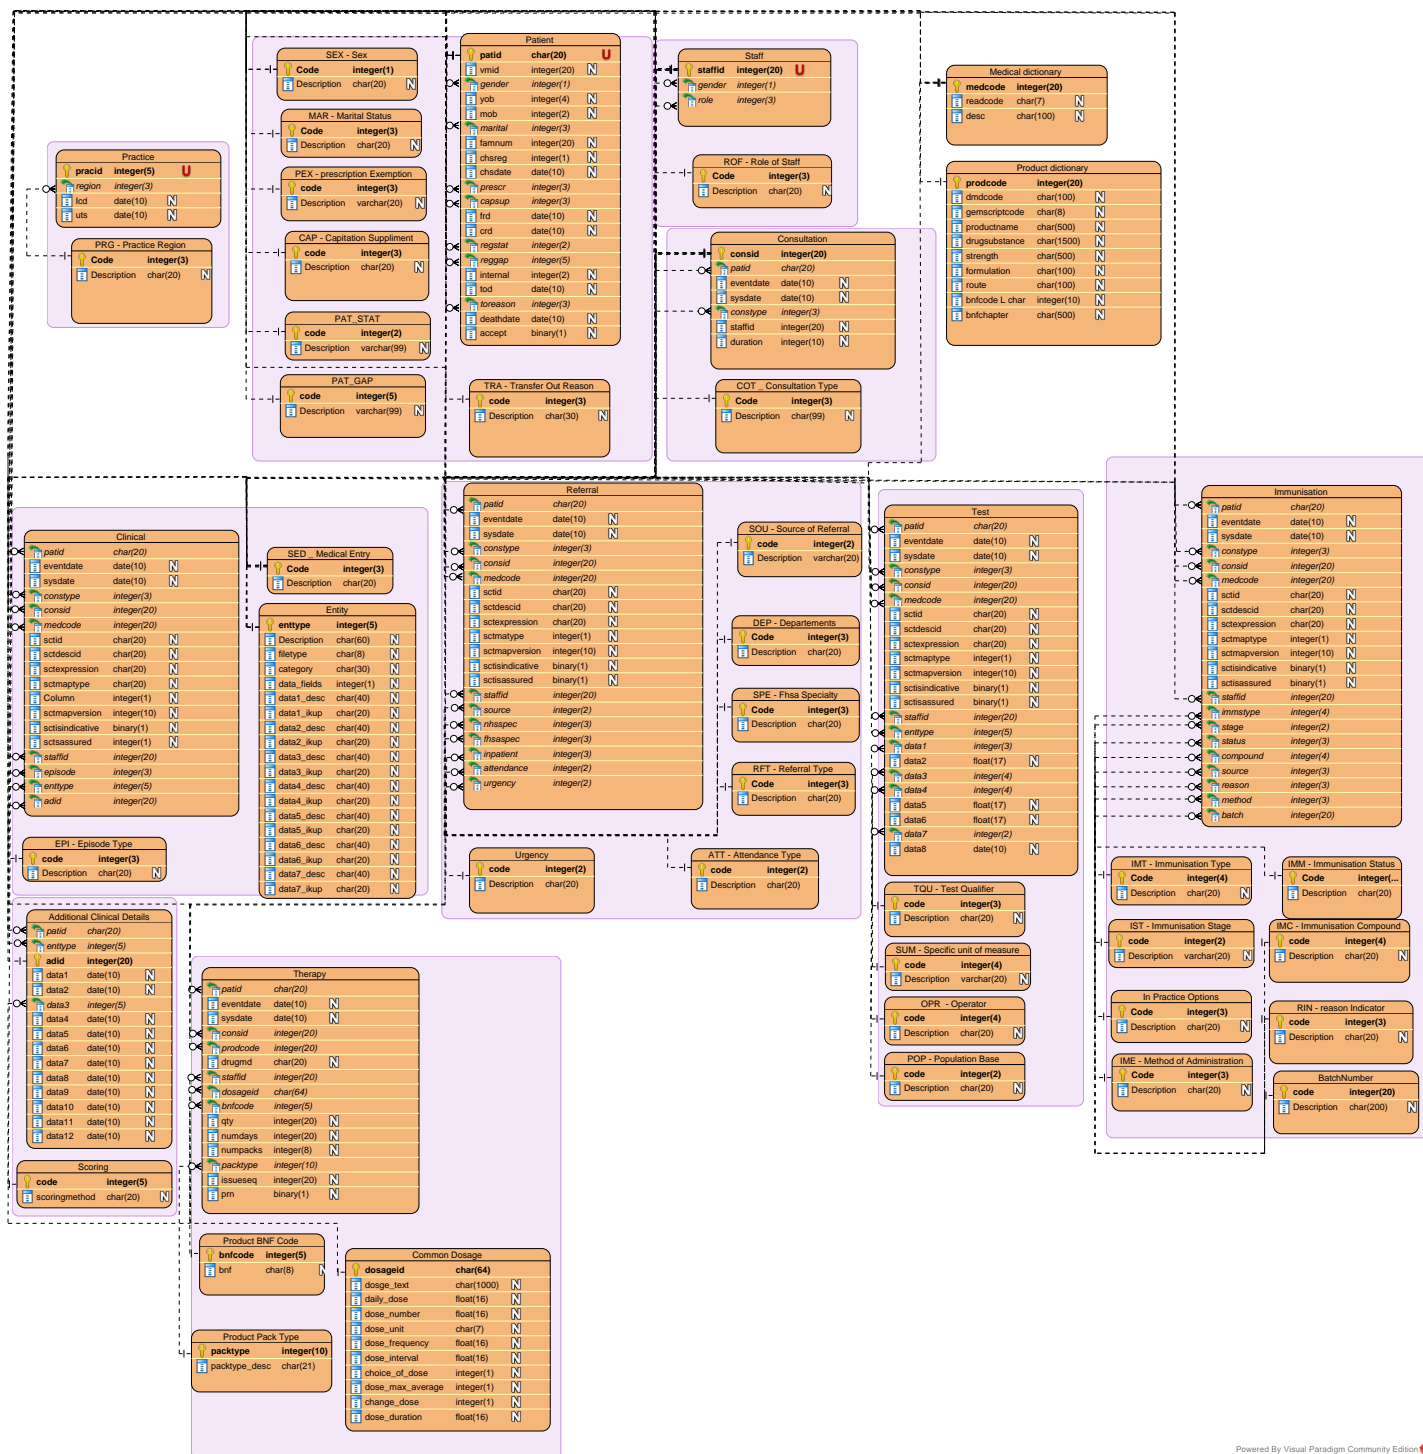 SEX - Sex
Code integer(1)
Description char(20) N
MAR - Marital Status
Code integer(3)
Description char(20) N
PEX - prescription Exemption
code integer(3)
Description varchar(20) N
CAP - Capitation Suppliment
Code integer(3)
Description char(20) N
PAT_STAT
code integer(2)
Description varchar(99) N
PAT_GAP
code integer(5)
Description varchar(99) N
Patient
patid char(20) U
vmid integer(20) N
gender integer(1)
yob integer(4) N
mob integer(2) N
marital integer(3)
famnum integer(20) N
chsreg integer(1) N
chsdate date(10) N
prescr integer(3)
capsup integer(3)
frd date(10) N
crd date(10) N
regstat integer(2)
reggap integer(5)
internal integer(2) N
tod date(10) N
toreason integer(3)
deathdate date(10) N
accept binary(1) N
TRA - Transfer Out Reason
code integer(3)
Description char(30) N
Staff
staffid integer(20) U
gender integer(1)
role integer(3)
ROF - Role of Staff
Code integer(3)
Description char(20) N
Medical dictionary
medcode integer(20)
readcode char(7) N
desc char(100) N
Product dictionary
prodcode integer(20)
dmdcode char(100) N
gemscriptcode char(8) N
productname char(500) N
drugsubstance char(1500) N
strength char(500) N
formulation char(100) N
route char(100) N
bnfcode L char integer(10) N
bnfchapter char(500) N
Practice
pracid integer(5) U
region integer(3)
lcd date(10) N
uts date(10) N
PRG - Practice Region
Code integer(3)
Description char(20) N
Consultation
consid integer(20)
patid char(20)
eventdate date(10) N
sysdate date(10) N
constype integer(3)
staffid integer(20) N
duration integer(10) N
COT _ Consultation Type
Code integer(3)
Description char(99) N
Clinical
patid char(20)
eventdate date(10) N
sysdate date(10) N
constype integer(3)
consid integer(20)
medcode integer(20)
sctid char(20) N
sctdescid char(20) N
sctexpression char(20) N
sctmaptype char(20) N
Column integer(1) N
sctmapversion integer(10) N
sctisindicative binary(1) N
sctsassured integer(1) N
staffid integer(20)
episode integer(3)
enttype integer(5)
adid integer(20)
EPI - Episode Type
code integer(3)
Description char(20) N
SED _ Medical Entry
Code integer(3)
Description char(20)
Entity
enttype integer(5)
Description char(60) N
filetype char(8) N
category char(30) N
data_fields integer(1) N
data1_desc char(40) N
data1_lkup char(20) N
data2_desc char(40) N
data2_lkup char(20) N
data3_desc char(40) N
data3_lkup char(20) N
data4_desc char(40) N
data4_lkup char(20) N
data5_desc char(40) N
data5_lkup char(20) N
data6_desc char(40) N
data6_lkup char(20) N
data7_desc char(40) N
data7_lkup char(20) N
Referral
patid char(20)
eventdate date(10) N
sysdate date(10) N
constype integer(3)
consid integer(20)
medcode integer(20)
sctid char(20) N
sctdescid char(20) N
sctexpression char(20) N
sctmatype integer(1) N
sctmapversion integer(10) N
sctisindicative binary(1) N
sctisassured binary(1) N
staffid integer(20)
source integer(2)
nhsspec integer(3)
fhsaspec integer(3)
inpatient integer(3)
attendance integer(2)
urgency integer(2)
SOU - Source of Referral
code integer(2)
Description varchar(20) N
DEP - Departements
Code integer(3)
Description char(20)
SPE - Fhsa Specialty
Code integer(3)
Description char(20)
RFT - Referral Type
Code integer(3)
Description char(20)
Urgency
code integer(2)
Description char(20)
ATT - Attendance Type
code integer(2)
Description char(20)
Test
patid char(20)
eventdate date(10) N
sysdate date(10) N
constype integer(3)
consid integer(20)
medcode integer(20)
sctid char(20) N
sctdescid char(20) N
sctexpression char(20) N
sctmaptype integer(1) N
sctmapversion integer(10) N
sctisindicative binary(1) N
sctisassured binary(1) N
staffid integer(20)
enttype integer(5)
data1 integer(3)
data2 float(17) N
data3 integer(4)
data4 integer(4)
data5 float(17) N
data6 float(17) N
data7 integer(2)
data8 date(10) N
TQU - Test Qualifier
code integer(3)
Description char(20) N
SUM - Specific unit of measure
code integer(4)
Description varchar(20) N
OPR - Operator
code integer(4)
Description char(20) N
POP - Population Base
code integer(2)
Description char(20) N
Immunisation
patid char(20)
eventdate date(10) N
sysdate date(10) N
constype integer(3)
consid integer(20)
medcode integer(20)
sctid char(20) N
sctdescid char(20) N
sctexpression char(20) N
sctmaptype integer(1) N
sctmapversion integer(10) N
sctisindicative binary(1) N
sctisassured binary(1) N
staffid integer(20)
immstype integer(4)
stage integer(2)
status integer(3)
compound integer(4)
source integer(3)
reason integer(3)
method integer(3)
batch integer(20)
IMT - Immunisation Type
Code integer(4)
Description char(20) N
IMM - Immunisation Status
Code integer(...
Description char(20)
IST - Immunisation Stage
code integer(2)
Description varchar(20) N
IMC - Immunisation Compound
code integer(4)
Description char(20) N
In Practice Options
Code integer(3)
Description char(20) N
RIN - reason Indicator
code integer(3)
Description char(20) N
IME - Method of Administration
Code integer(3)
Description char(20) N
BatchNumber
code integer(20)
Description char(200) N
Additional Clinical Details
patid char(20)
enttype integer(5)
adid integer(20)
data1 date(10) N
data2 date(10) N
data3 integer(5)
data4 date(10) N
data5 date(10) N
data6 date(10) N
data7 date(10) N
data8 date(10) N
data9 date(10) N
data10 date(10) N
data11 date(10) N
data12 date(10) N
Scoring
code integer(5)
scoringmethod char(20) N
Therapy
patid char(20)
eventdate date(10) N
sysdate date(10) N
consid integer(20)
prodcode integer(20)
drugmd char(20) N
staffid integer(20)
dosageid char(64)
bnfcode integer(5)
qty integer(20) N
numdays integer(20) N
numpacks integer(8) N
packtype integer(10)
issueseq integer(20) N
prn binary(1) N
Product BNF Code
bnfcode integer(5)
bnf char(8) N
Product Pack Type
packtype integer(10)
packtype_desc char(21)
Common Dosage
dosageid char(64)
dosge_text char(1000) N
daily_dose float(16) N
dose_number float(16) N
dose_unit char(7) N
dose_frequency float(16) N
dose_interval float(16) N
choice_of_dose integer(1) N
dose_max_average integer(1) N
change_dose integer(1) N
dose_duration float(16) N
Powered By Visual Paradigm Community Edition